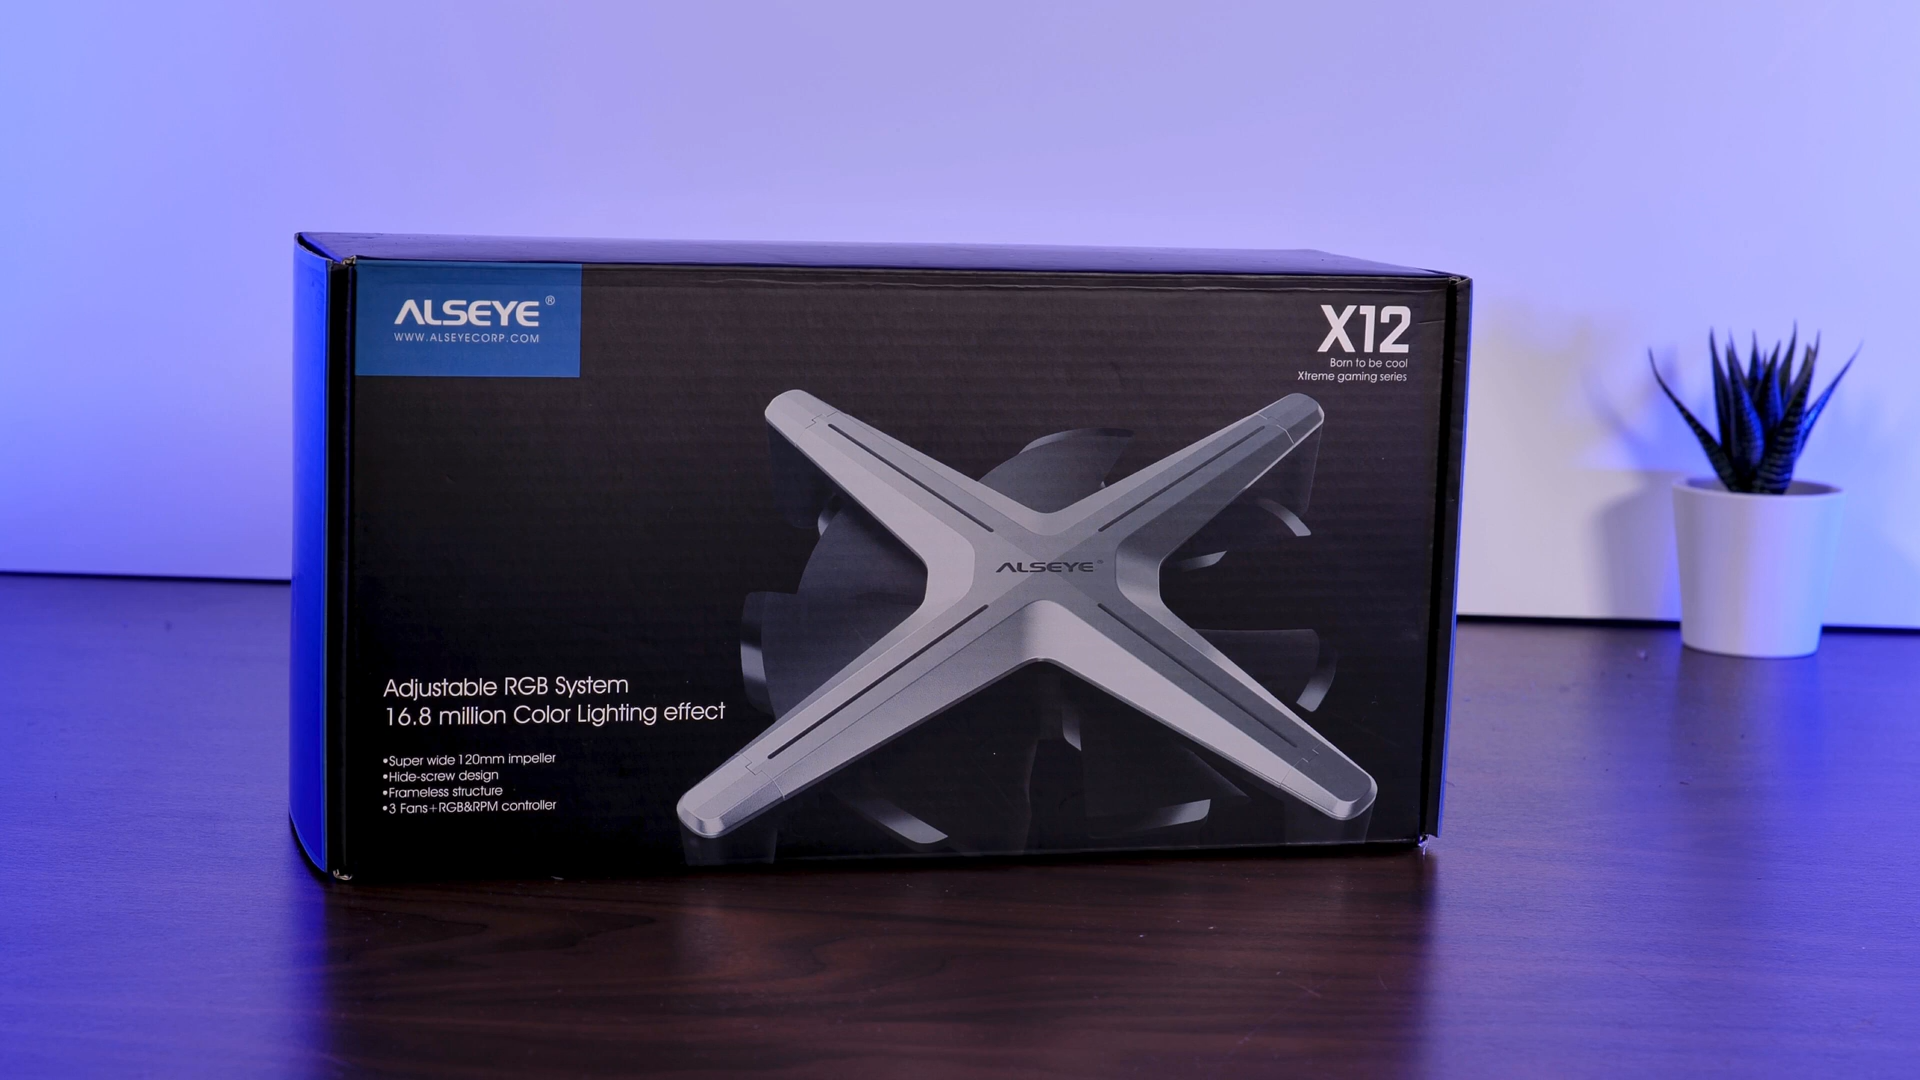 ALSEYE®
WWW.ALSEYECORP.COM
X12
Born to be cool
Xtreme gaming series
ALSEYE®
Adjustable RGB System
16.8 million Color Lighting effect
•Super wide 120mm impeller
•Hide-screw design
•Frameless structure
•3 Fans+RGB&RPM controller